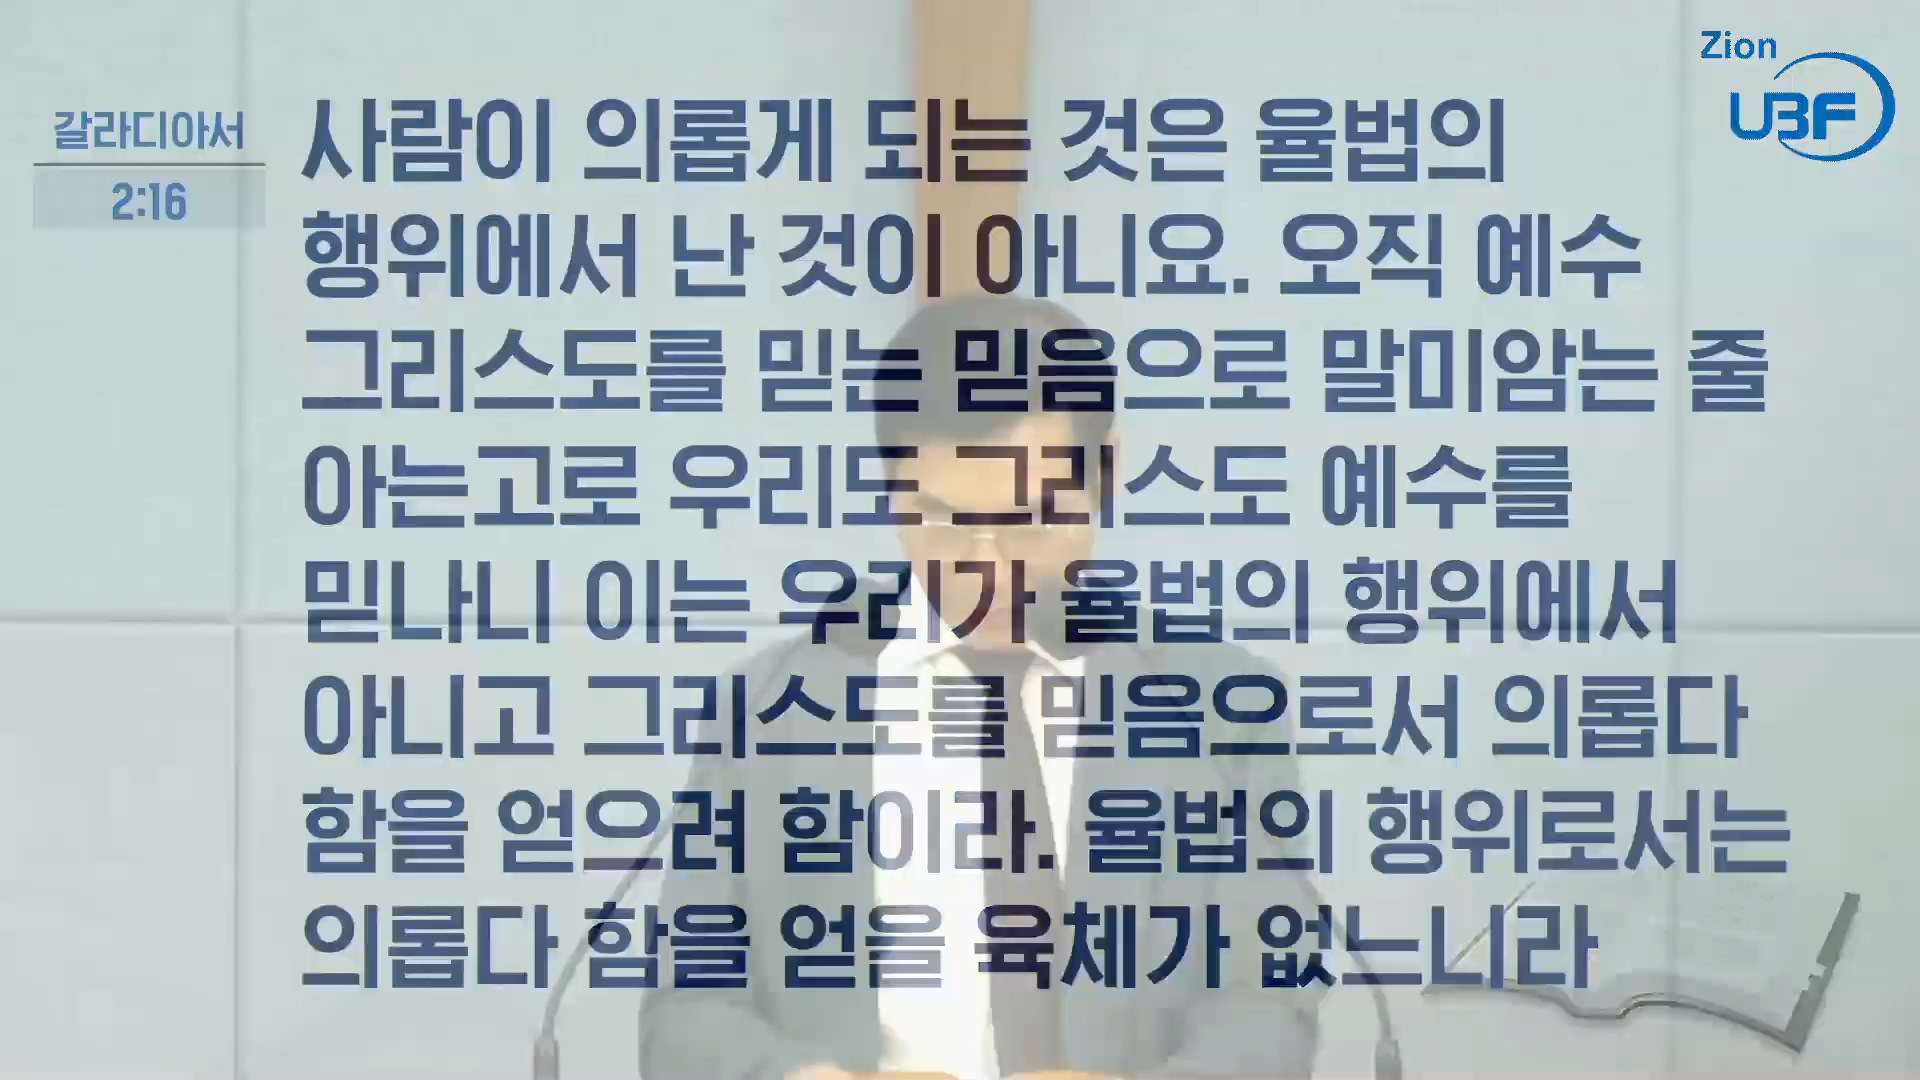 Zion
UBF
갈라디아서
2:16
사람이 의롭게 되는 것은 율법의
행위에서 난 것이 아니요. 오직 예수
그리스도를 믿는 믿음으로 말미암는 줄
아는고로 우리도 그리스도 예수를
믿나니 이는 우리가 율법의 행위에서
아니고 그리스도를 믿음으로서 의롭다
함을 얻으려 함이라. 율법의 행위로서는
의롭다 함을 얻을 육체가 없느니라